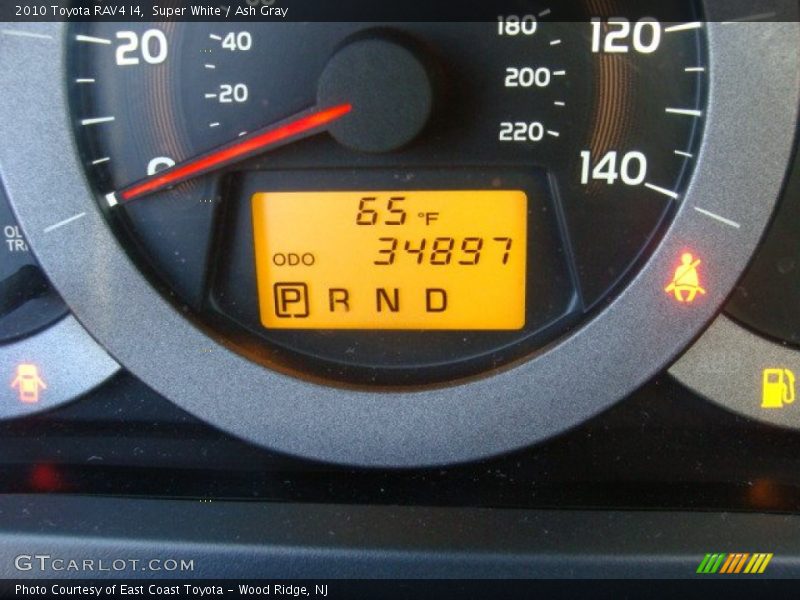 2010 Toyota RAV4 I4,  Super White / Ash Gray
20
40
20
0
180
120
200
220
140
65 °F
ODO 34897
P R N D
GTCARLOT.COM
Photo Courtesy of East Coast Toyota – Wood Ridge, NJ